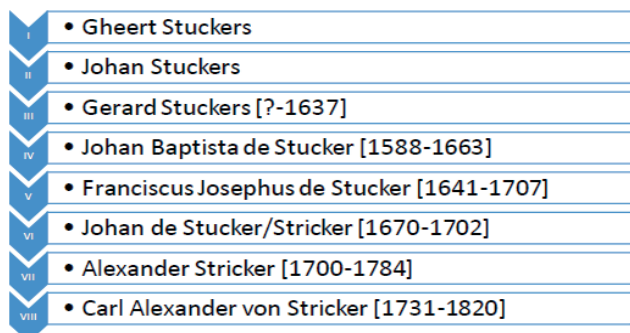 I • Gheert Stuckers
II • Johan Stuckers
III • Gerard Stuckers [?-1637]
IV • Johan Baptista de Stucker [1588-1663]
V • Franciscus Josephus de Stucker [1641-1707]
VI • Johan de Stucker/Stricker [1670-1702]
VII • Alexander Stricker [1700-1784]
VIII • Carl Alexander von Stricker [1731-1820]